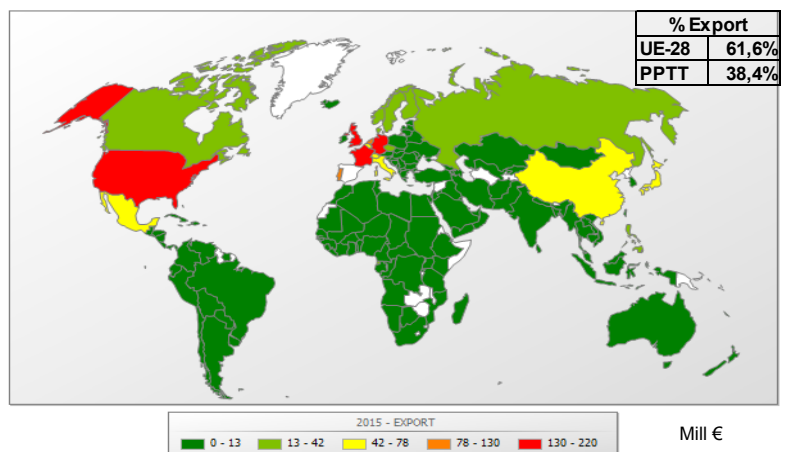 % Export
UE-28 61,6%
PPTT 38,4%
2015 - EXPORT
0 - 13 13 - 42 42 - 78 78 - 130 130 - 220
Mill €